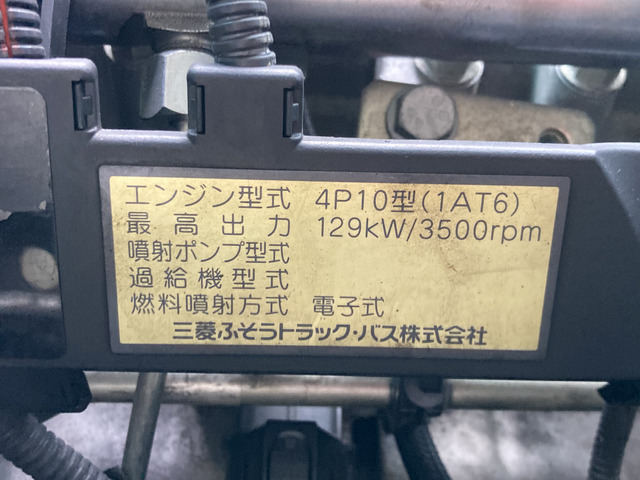 エンジン型式 4P10型(1AT6)
最高出力 129kW/3500rpm
噴射ポンプ型式
過給機型式
燃料噴射方式 電子式
三菱ふそうトラック・バス株式会社